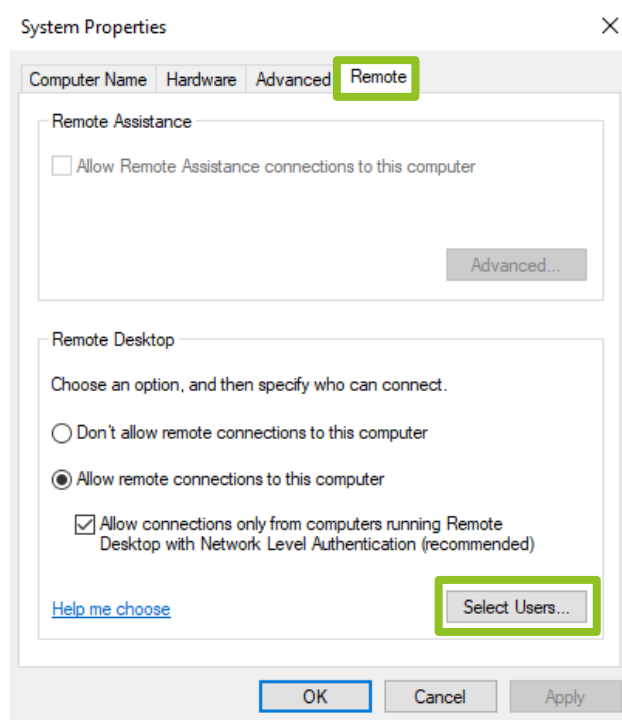 System Properties
Computer Name Hardware Advanced Remote
Remote Assistance
Allow Remote Assistance connections to this computer
Advanced...
Remote Desktop
Choose an option, and then specify who can connect.
Don't allow remote connections to this computer
Allow remote connections to this computer
Allow connections only from computers running Remote
Desktop with Network Level Authentication (recommended)
Help me choose Select Users...
OK Cancel Apply